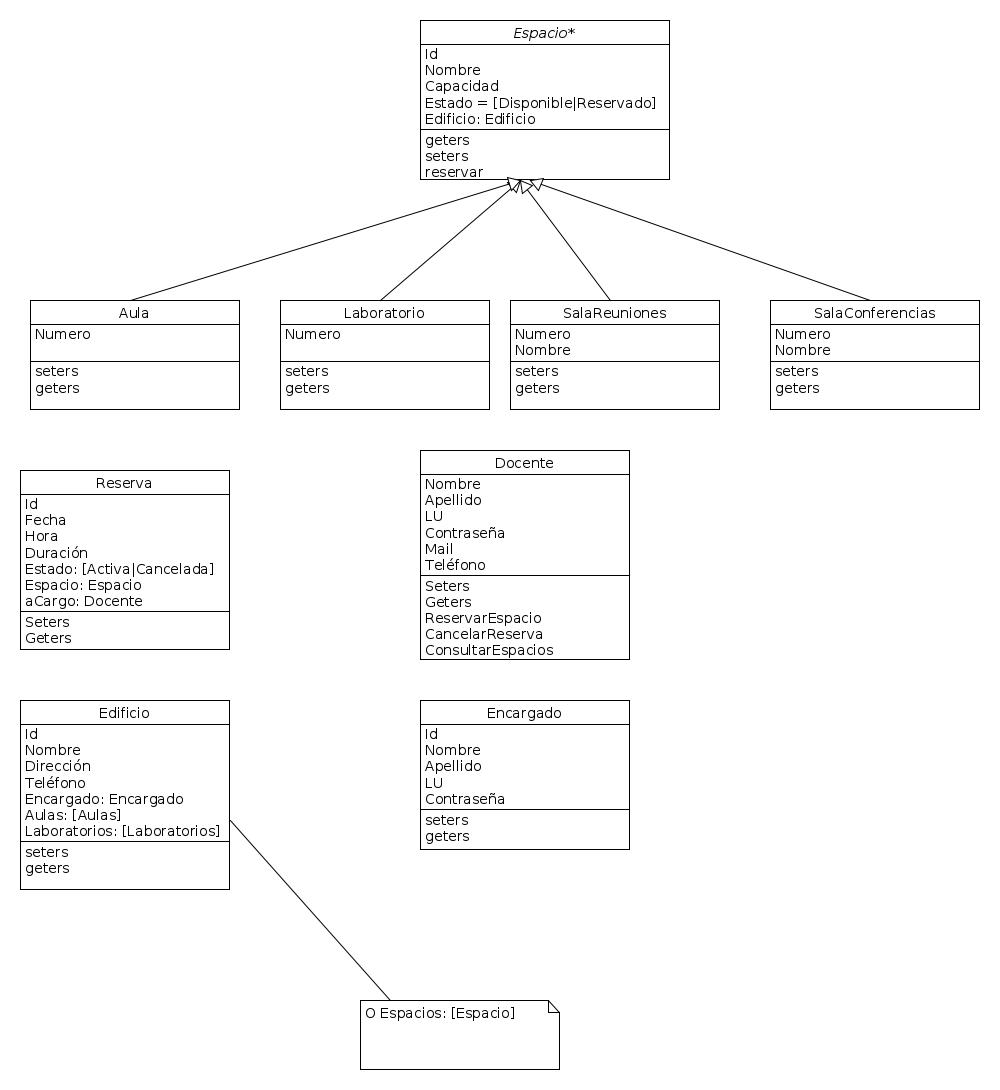 Espacio*
Id
Nombre
Capacidad
Estado = [Disponible|Reservado]
Edificio: Edificio
geters
seters
reservar
Aula
Numero
seters
geters
Laboratorio
Numero
seters
geters
SalaReuniones
Numero
Nombre
seters
geters
SalaConferencias
Numero
Nombre
seters
geters
Reserva
Id
Fecha
Hora
Duración
Estado: [Activa|Cancelada]
Espacio: Espacio
aCargo: Docente
Seters
Geters
Docente
Nombre
Apellido
LU
Contraseña
Mail
Teléfono
Seters
Geters
ReservarEspacio
CancelarReserva
ConsultarEspacios
Edificio
Id
Nombre
Dirección
Teléfono
Encargado: Encargado
Aulas: [Aulas]
Laboratorios: [Laboratorios]
seters
geters
Encargado
Id
Nombre
Apellido
LU
Contraseña
seters
geters
O Espacios: [Espacio]